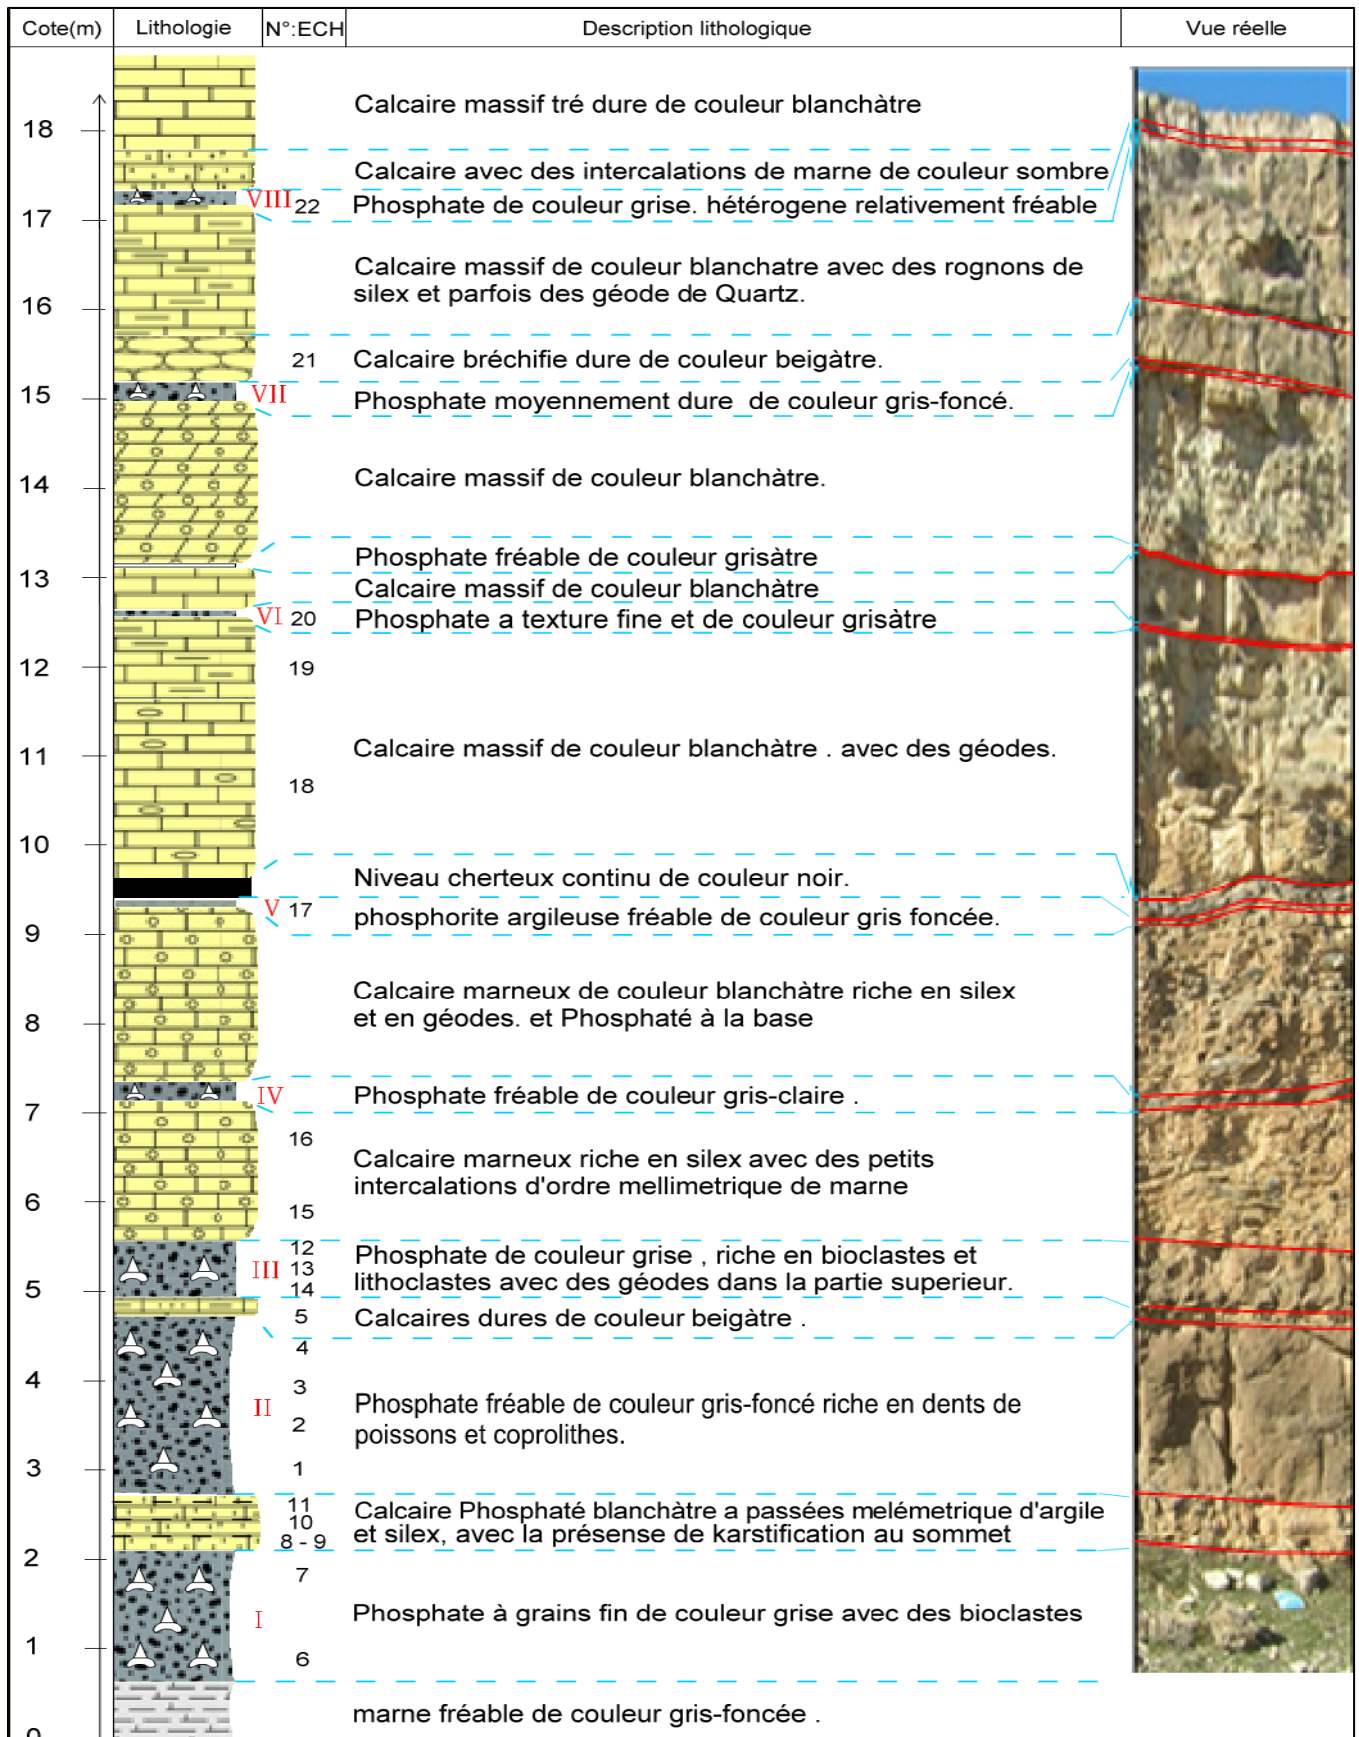 Cote(m) Lithologie N°:ECH Description lithologique Vue réelle
Calcaire massif tré dure de couleur blanchàtre
18
Calcaire avec des intercalations de marne de couleur sombre
VIII 22 Phosphate de couleur grise. hétérogene relativement fréable
17
Calcaire massif de couleur blanchatre avec des rognons de
silex et parfois des géode de Quartz.
16
21 Calcaire bréchifie dure de couleur beigàtre.
15 VII Phosphate moyennement dure de couleur gris-foncé.
Calcaire massif de couleur blanchàtre.
14
Phosphate fréable de couleur grisàtre
13 Calcaire massif de couleur blanchàtre
VI 20 Phosphate a texture fine et de couleur grisàtre
12 19
11 Calcaire massif de couleur blanchàtre . avec des géodes.
18
10
Niveau cherteux continu de couleur noir.
V 17 phosphorite argileuse fréable de couleur gris foncée.
9
Calcaire marneux de couleur blanchàtre riche en silex
8 et en géodes. et Phosphaté à la base
IV Phosphate fréable de couleur gris-claire .
7
16
Calcaire marneux riche en silex avec des petits
intercalations d'ordre mellimetrique de marne
6 15
12 Phosphate de couleur grise , riche en bioclastes et
III 13
lithoclastes avec des géodes dans la partie superieur.
5 14
5 Calcaires dures de couleur beigàtre .
4
4 3
II Phosphate fréable de couleur gris-foncé riche en dents de
2 poissons et coprolithes.
3 1
11 Calcaire Phosphaté blanchàtre a passées melémetrique d'argile
10
8 - 9 et silex, avec la présense de karstification au sommet
2
7
I Phosphate à grains fin de couleur grise avec des bioclastes
1
6
marne fréable de couleur gris-foncée .
0